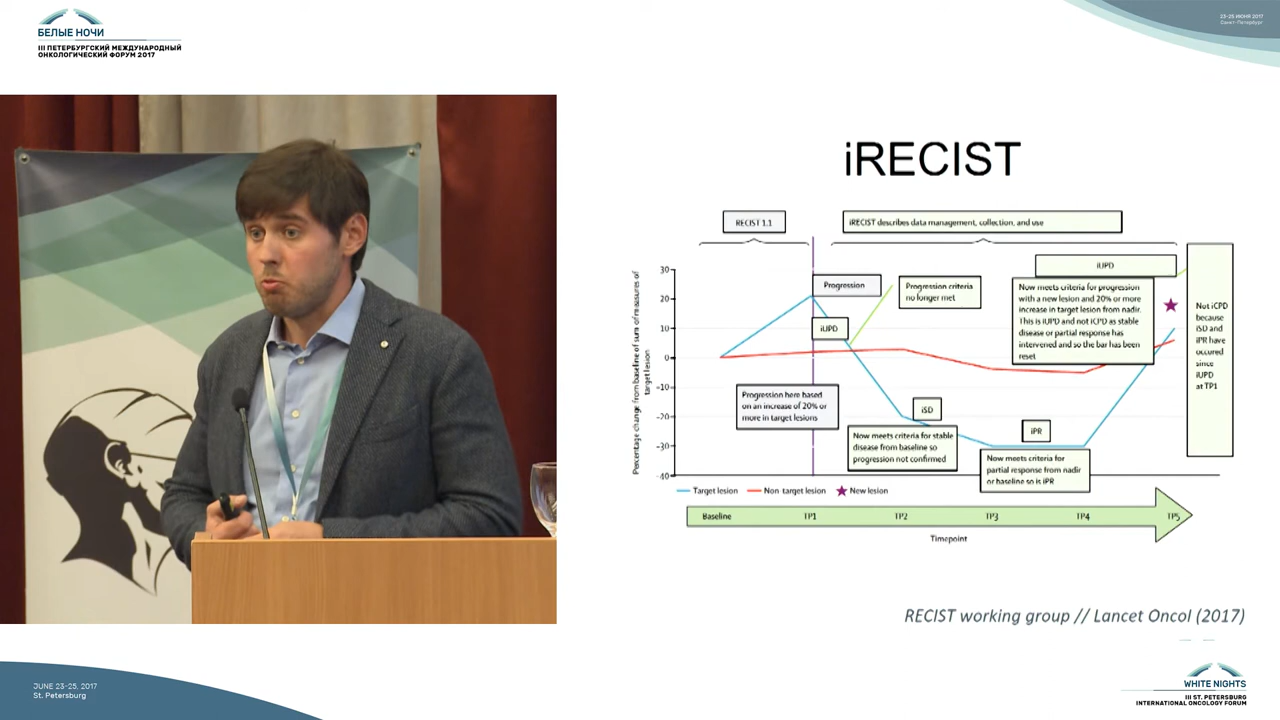 БЕЛЫЕ НОЧИ
III ПЕТЕРБУРГСКИЙ МЕЖДУНАРОДНЫЙ
ОНКОЛОГИЧЕСКИЙ ФОРУМ 2017
23-25 ИЮНЯ 2017
Санкт-Петербург
iRECIST
RECIST 1.1
iRECIST describes data management, collection, and use
Percentage change from baseline of sum of measures of
target lesion
30
20
10
0
-10
-20
-30
-40
Progression
iUPD
Progression criteria
no longer met
iUPD
Now meets criteria for progression
with a new lesion and 20% or more
increase in target lesion from nadir.
This is iUPD and not iCPD as stable
disease or partial response has
intervened and so the bar has been
reset
Not iCPD
because
iSD and
iPR have
occured
since
iUPD
at TP1
Progression here based
on an increase of 20% or
more in target lesions
iSD
Now meets criteria for stable
disease from baseline so
progression not confirmed
iPR
Now meets criteria for
partial response from nadir
or baseline so is iPR
Target lesion Non target lesion New lesion
Baseline TP1 TP2 TP3 TP4 TP5
Timepoint
RECIST working group // Lancet Oncol (2017)
JUNE 23-25, 2017
St. Petersburg
WHITE NIGHTS
III ST. PETERSBURG
INTERNATIONAL ONCOLOGY FORUM